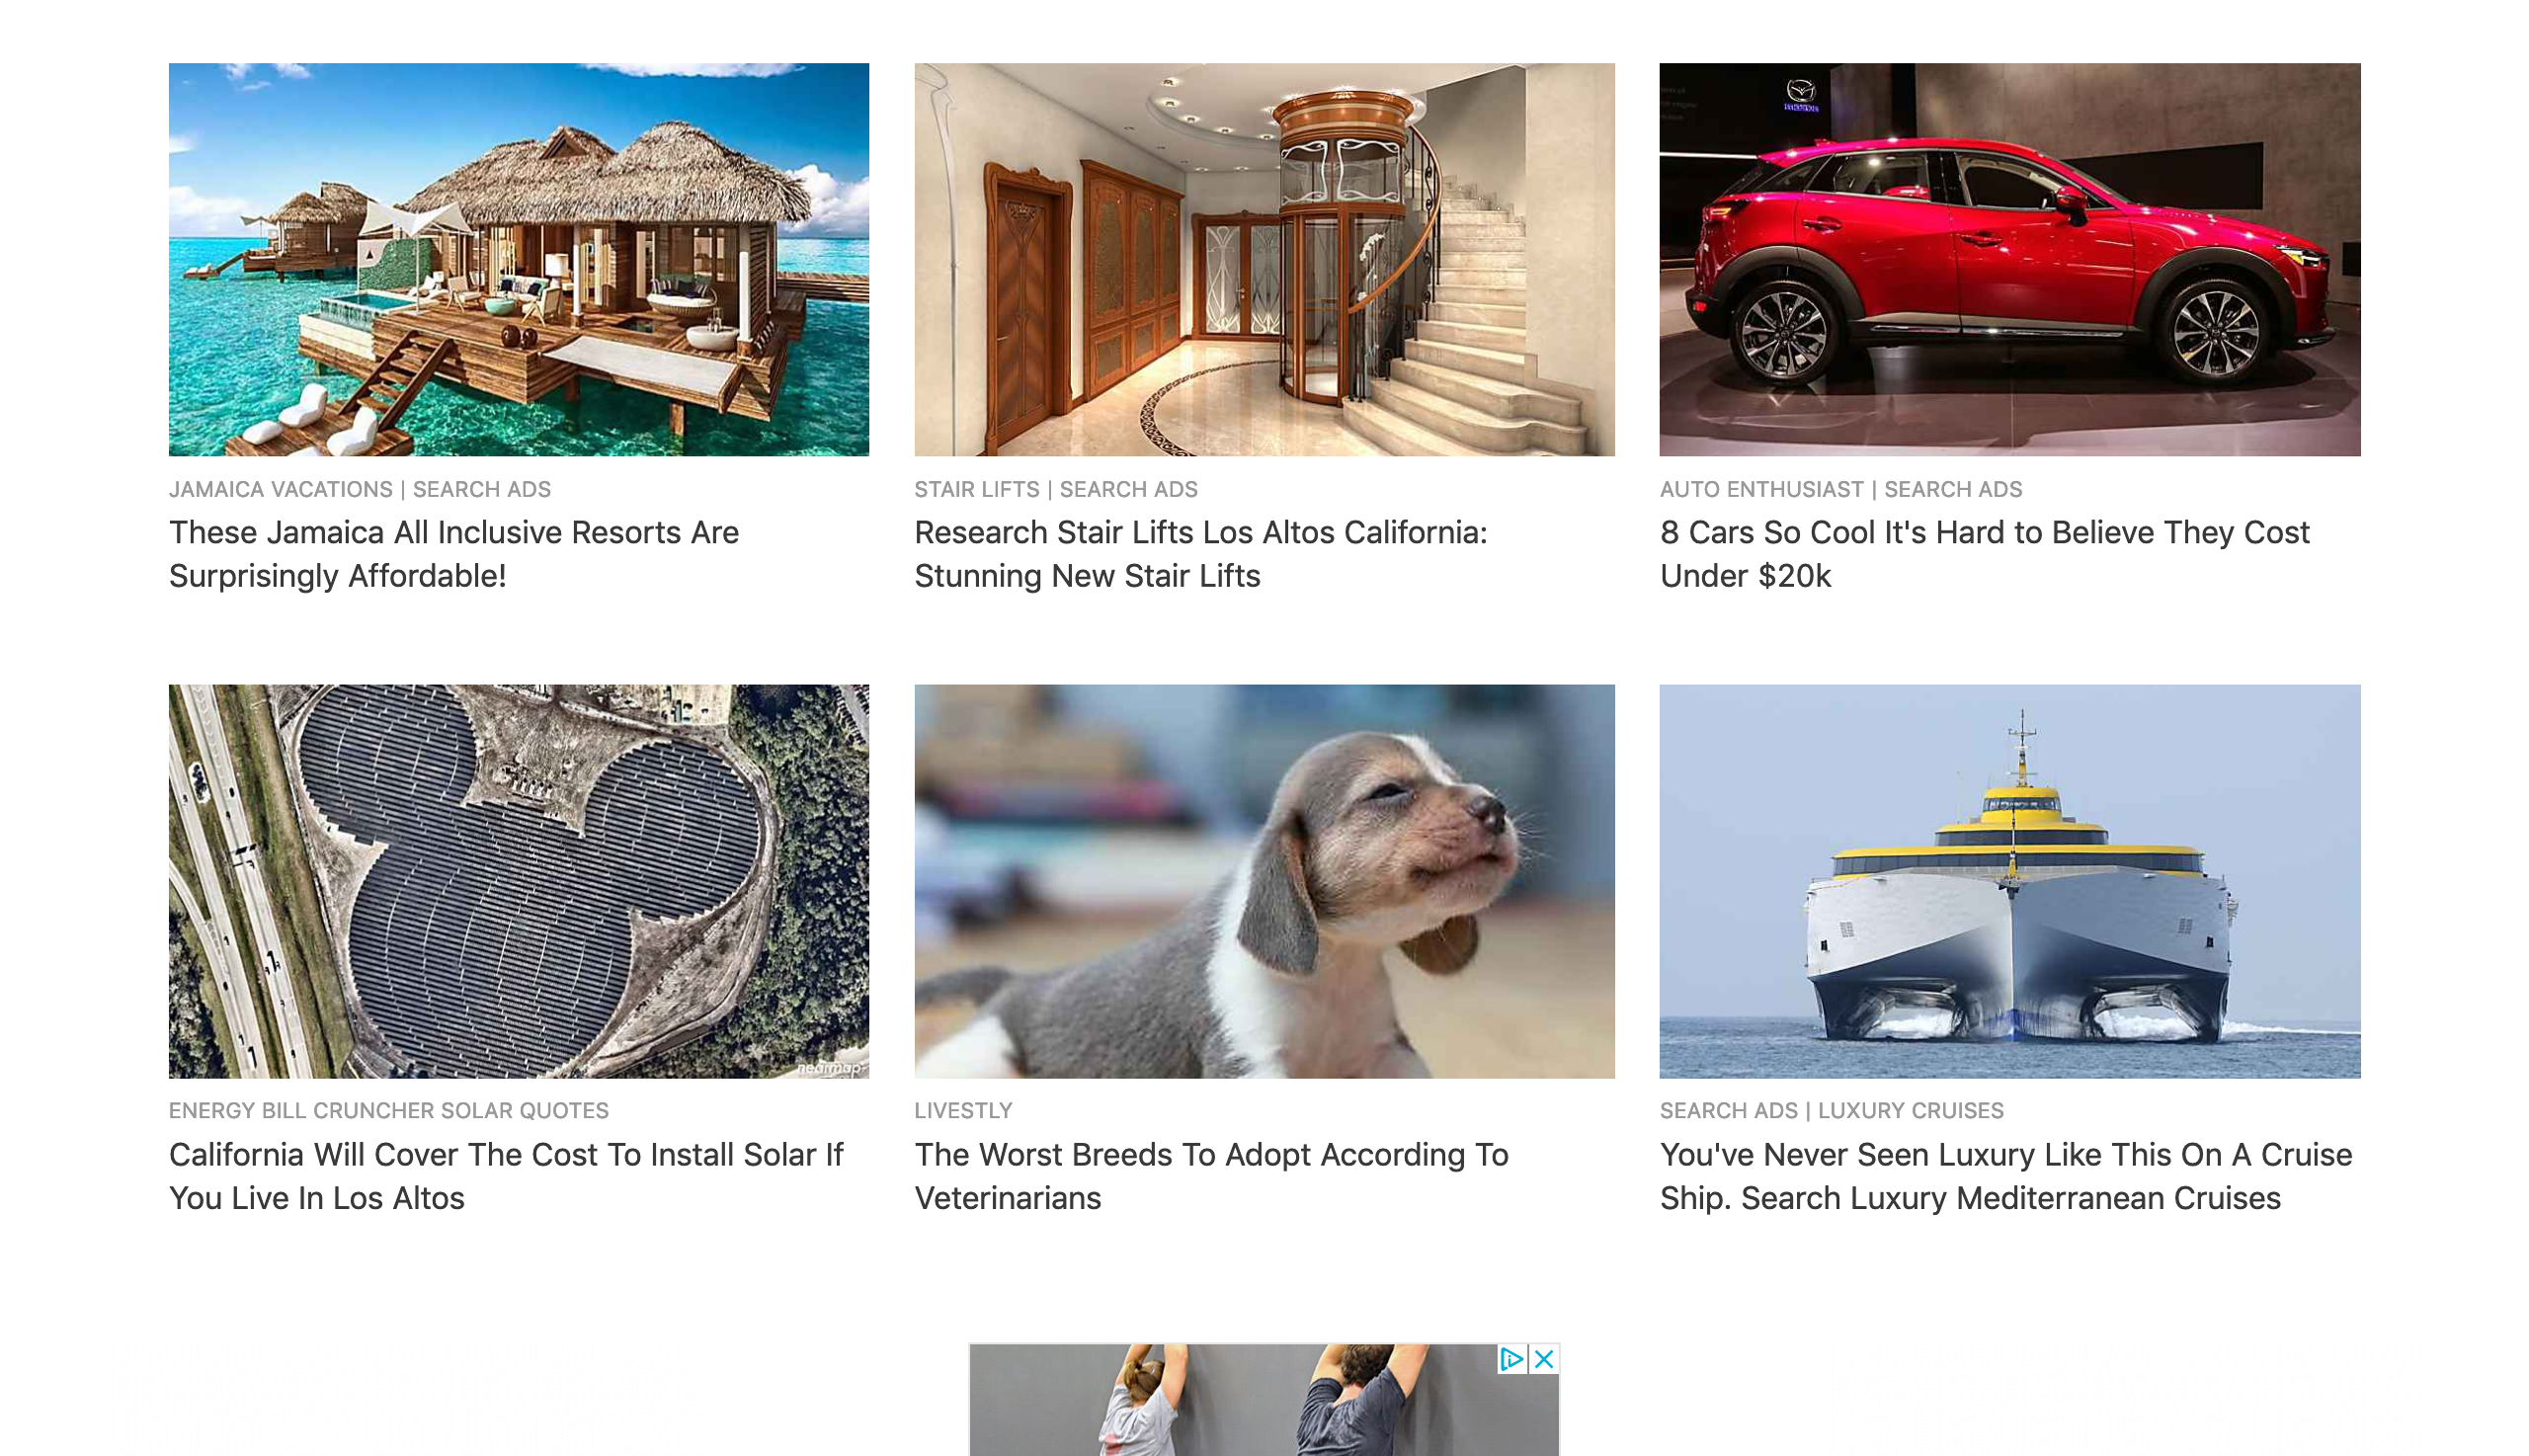 JAMAICA VACATIONS | SEARCH ADS
These Jamaica All Inclusive Resorts Are
Surprisingly Affordable!
STAIR LIFTS | SEARCH ADS
Research Stair Lifts Los Altos California:
Stunning New Stair Lifts
AUTO ENTHUSIAST | SEARCH ADS
8 Cars So Cool It's Hard to Believe They Cost
Under $20k
nearmap
ENERGY BILL CRUNCHER SOLAR QUOTES
California Will Cover The Cost To Install Solar If
You Live In Los Altos
LIVESTLY
The Worst Breeds To Adopt According To
Veterinarians
SEARCH ADS | LUXURY CRUISES
You've Never Seen Luxury Like This On A Cruise
Ship. Search Luxury Mediterranean Cruises